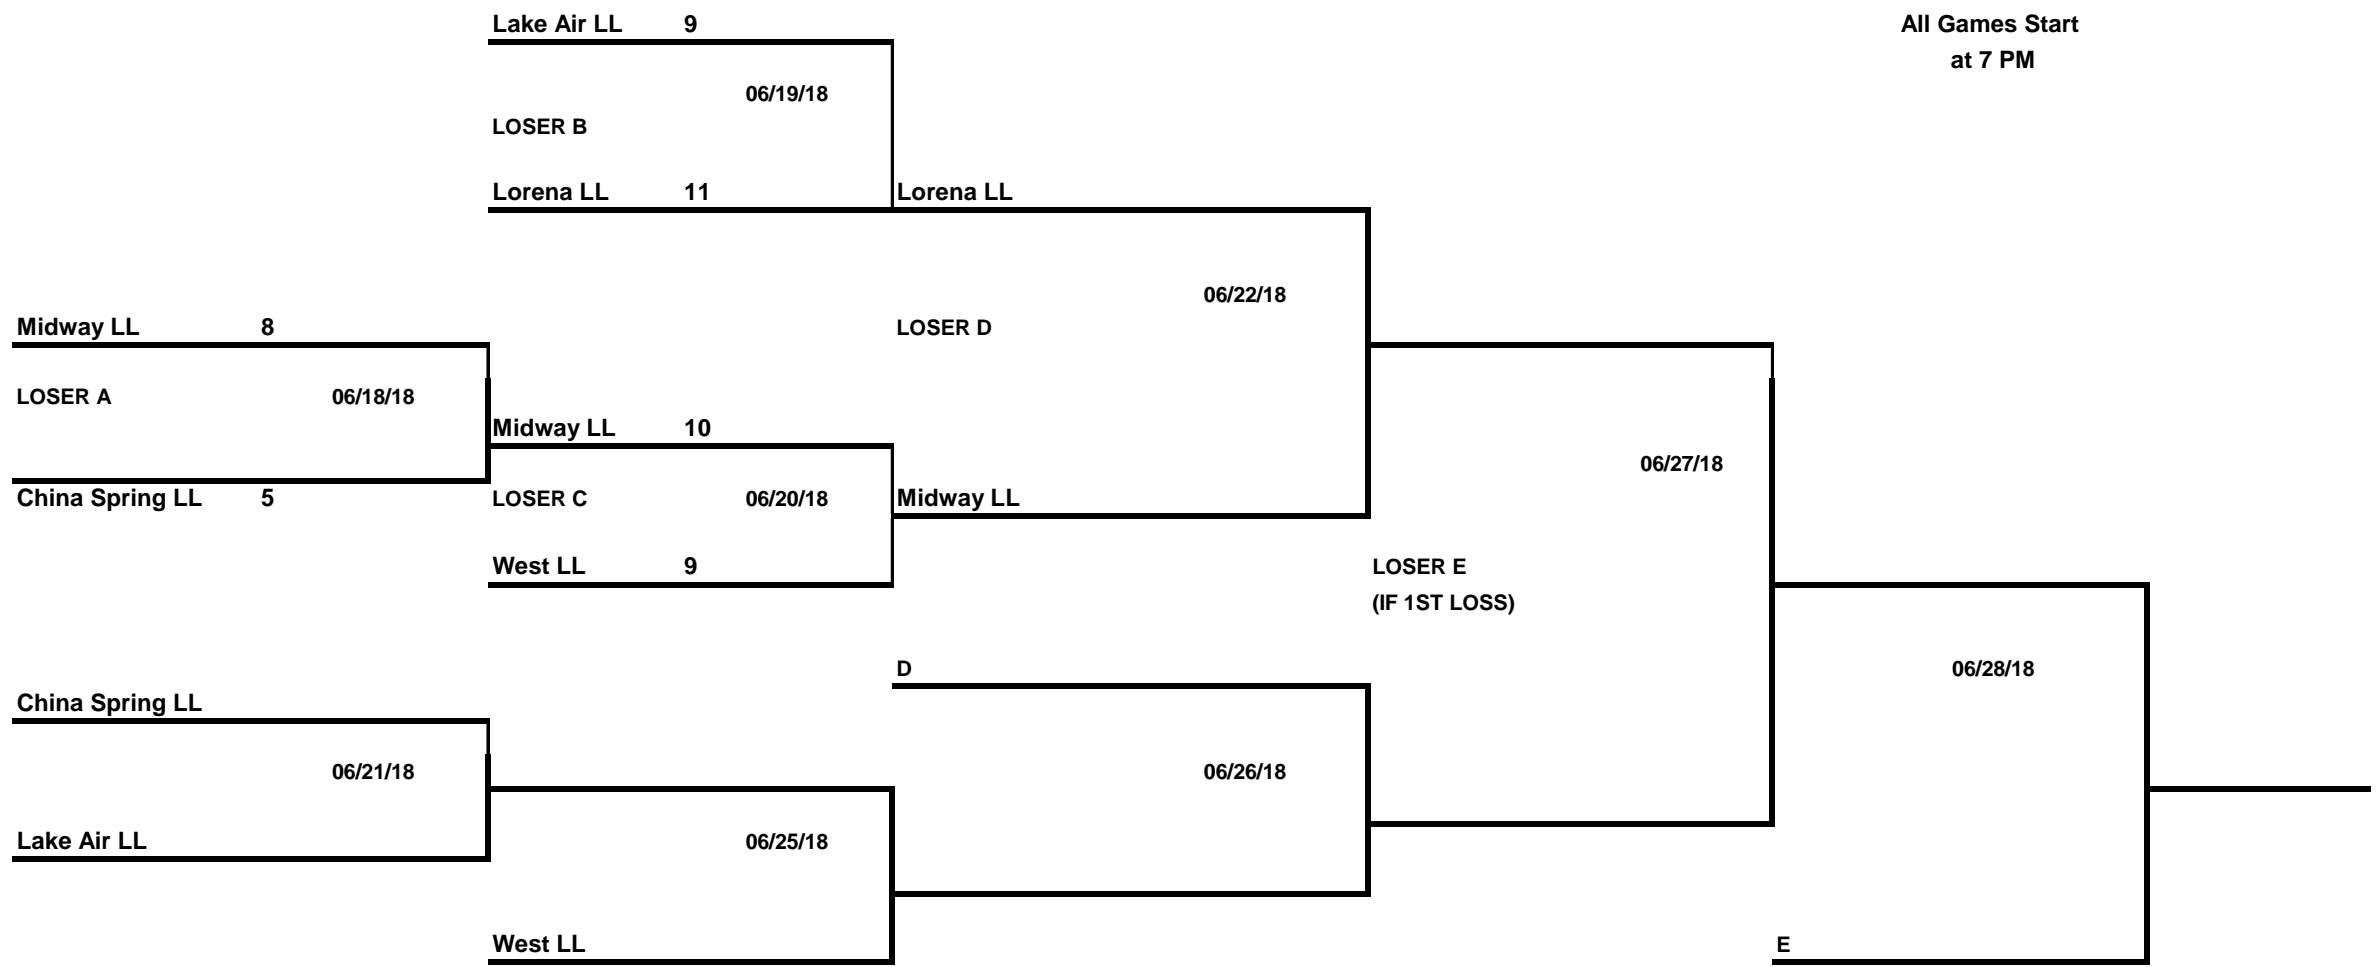 Lake Air LL 9
All Games Start
at 7 PM
06/19/18
LOSER B
Lorena LL 11
Lorena LL
06/22/18
Midway LL 8
LOSER D
LOSER A
06/18/18
Midway LL 10
06/27/18
China Spring LL 5
LOSER C
06/20/18
Midway LL
West LL 9
LOSER E
(IF 1ST LOSS)
D
06/28/18
China Spring LL
06/21/18
06/26/18
Lake Air LL
06/25/18
West LL
E